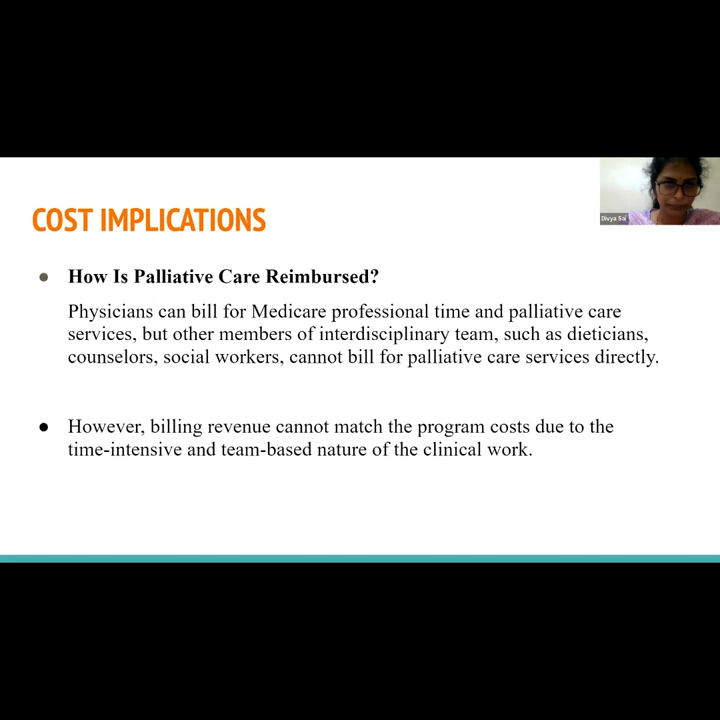 COST IMPLICATIONS
Divya Sai
● How Is Palliative Care Reimbursed?
Physicians can bill for Medicare professional time and palliative care
services, but other members of interdisciplinary team, such as dieticians,
counselors, social workers, cannot bill for palliative care services directly.
● However, billing revenue cannot match the program costs due to the
time-intensive and team-based nature of the clinical work.